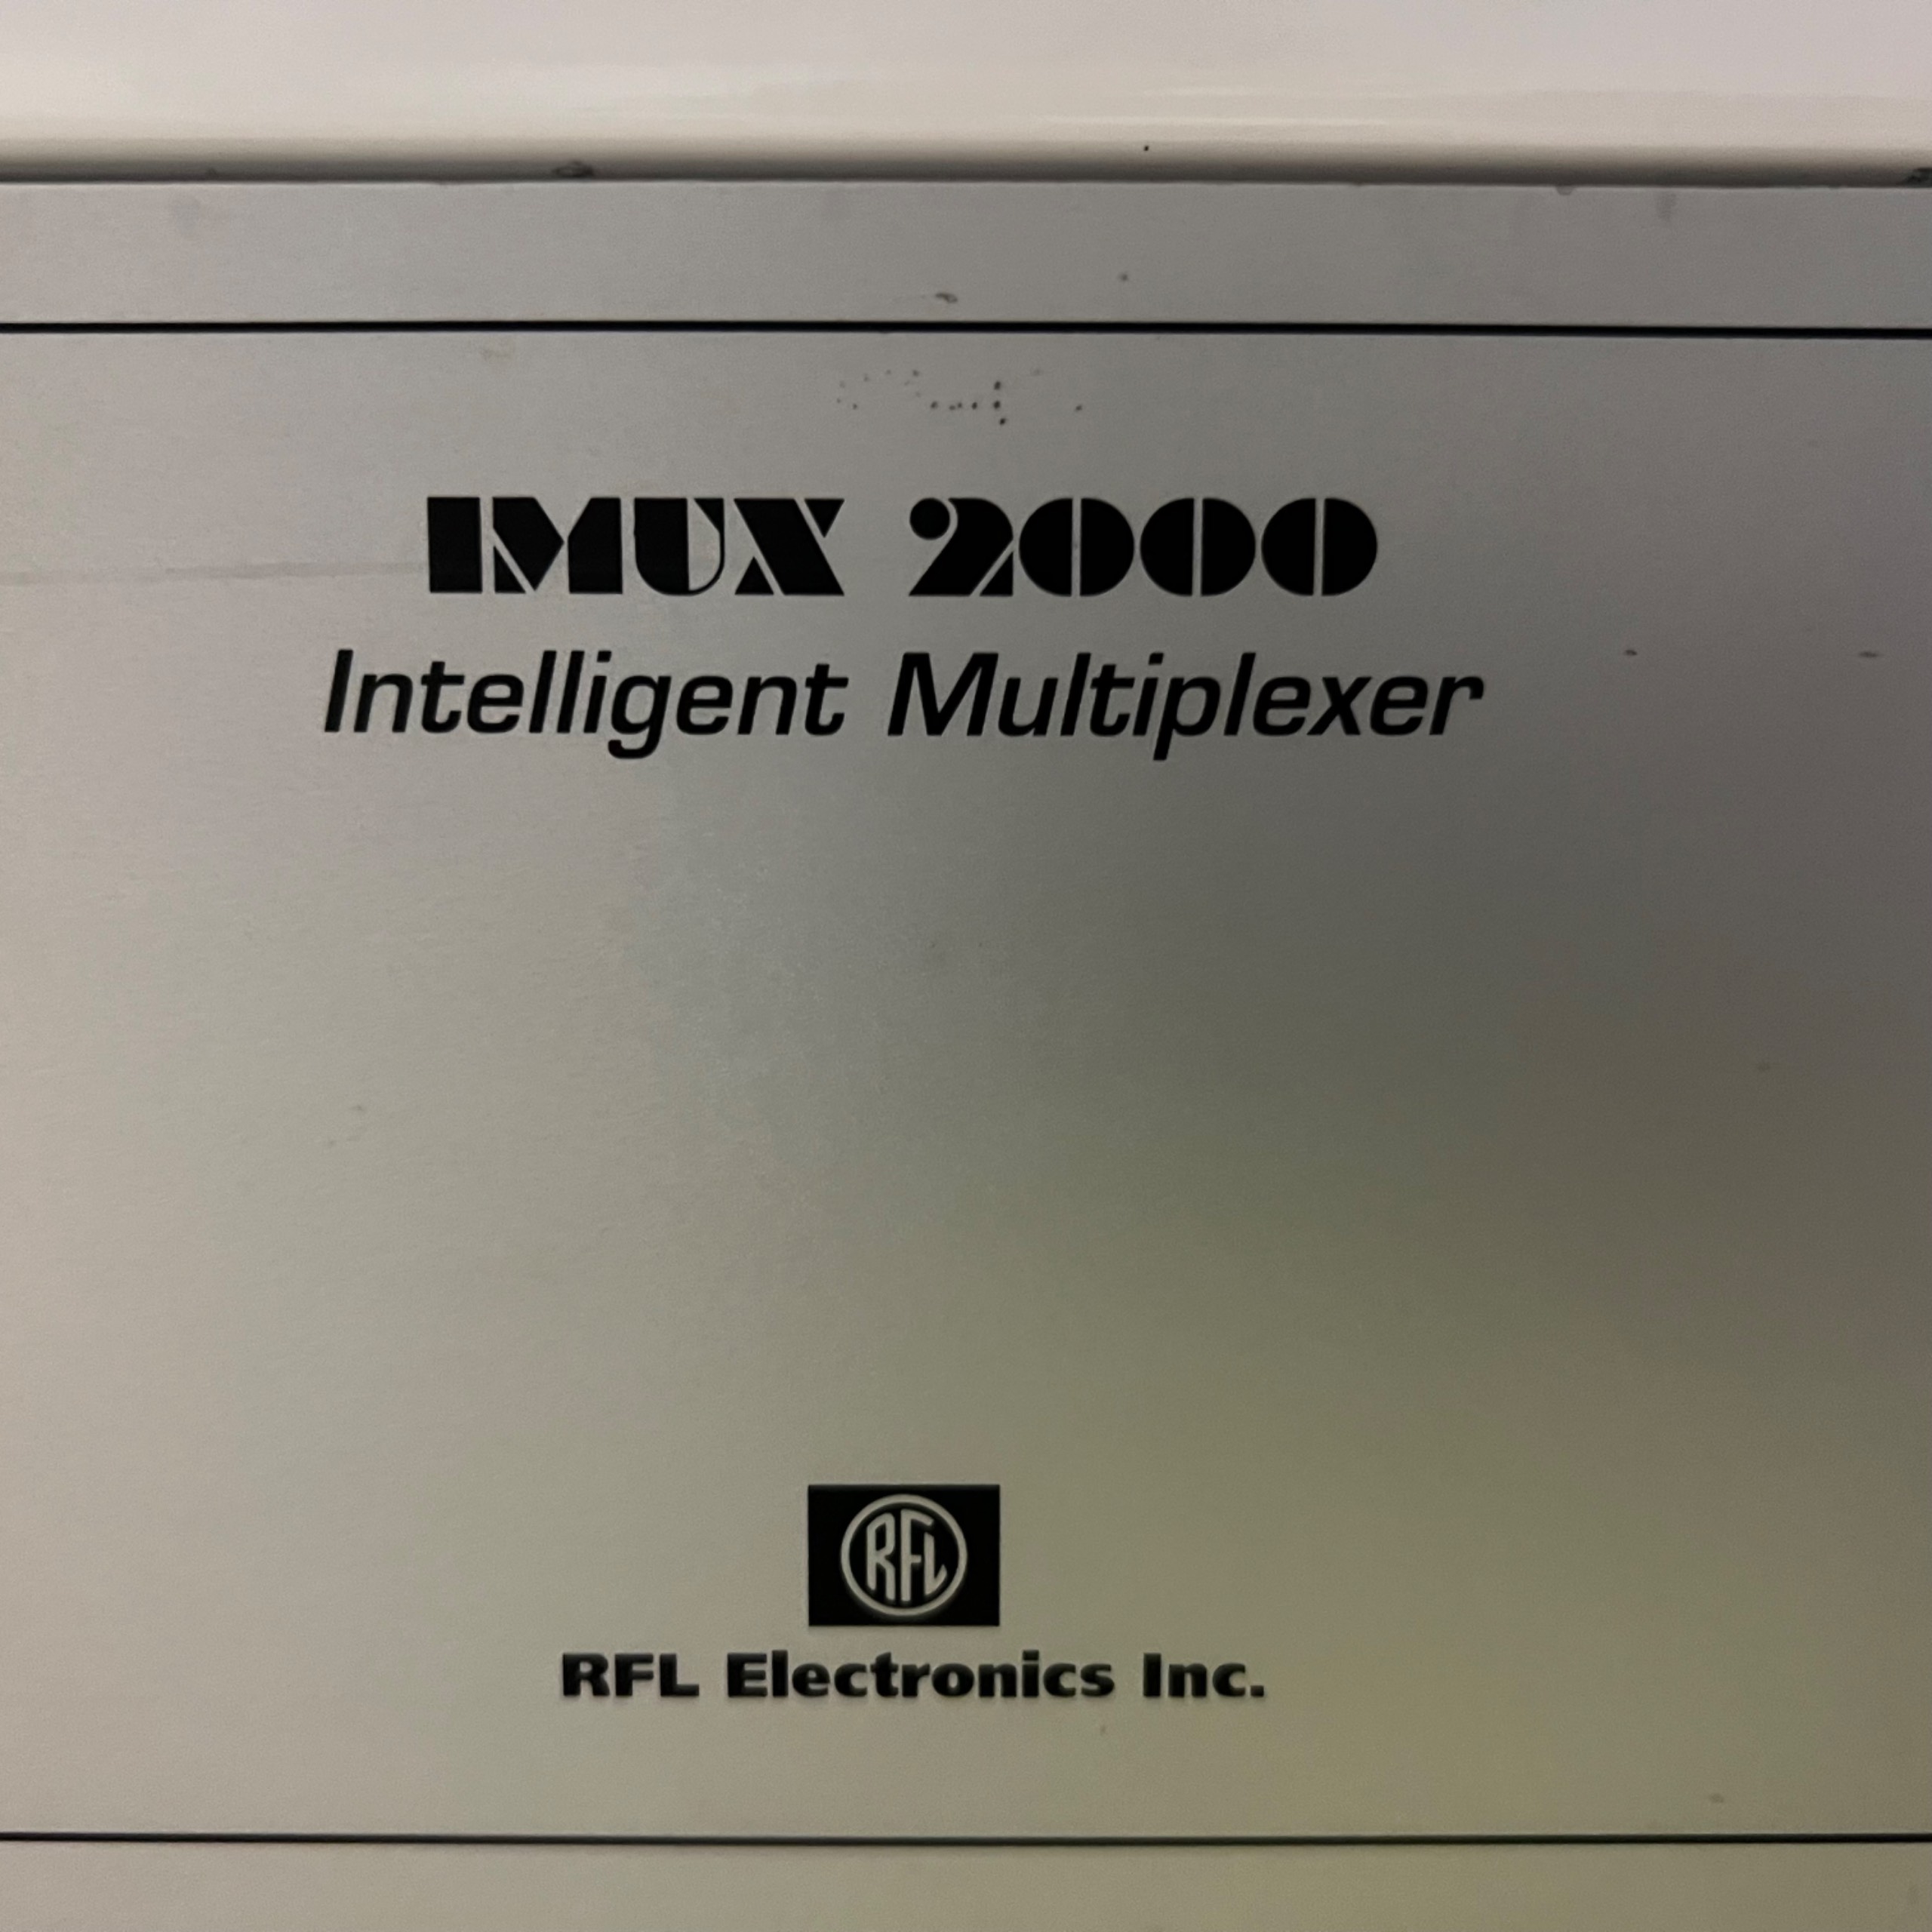 IMUX 2000
Intelligent Multiplexer
RFL
RFL Electronics Inc.